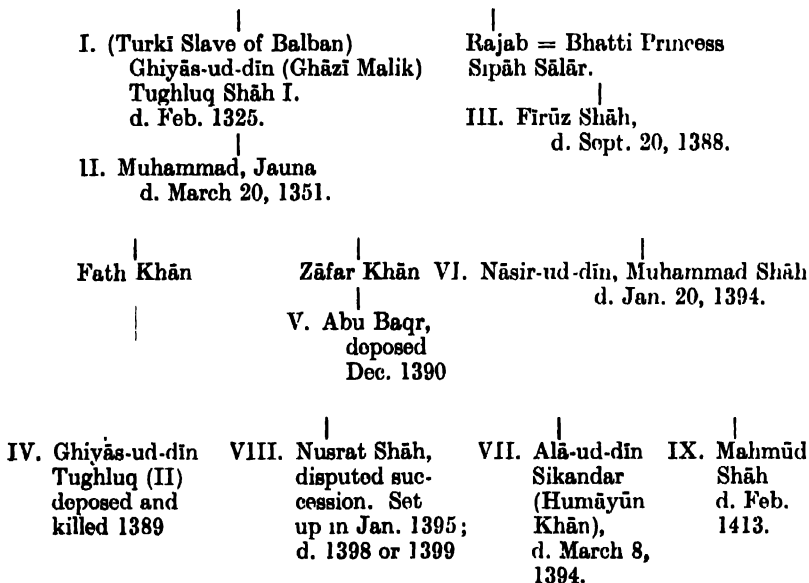 I. (Turkī Slave of Balban)
Ghiyās-ud-dīn (Ghāzī Malik)
Tughluq Shāh I.
d. Feb. 1325.
Rajab = Bhatti Princess
Sipāh Sālār.
III. Fīrūz Shāh,
d. Sept. 20, 1388.
II. Muhammad, Jauna
d. March 20, 1351.
Fath Khān
Zāfar Khān
VI. Nāsir-ud-dīn, Muhammad Shāh
d. Jan. 20, 1394.
V. Abu Baqr,
deposed
Dec. 1390
IV. Ghiyās-ud-dīn
Tughluq (II)
deposed and
killed 1389
VIII. Nusrat Shāh,
disputed suc-
cession. Set
up in Jan. 1395;
d. 1398 or 1399
VII. Alā-ud-dīn
Sikandar
(Humāyūn
Khān),
d. March 8,
1394.
IX. Mahmūd
Shāh
d. Feb.
1413.